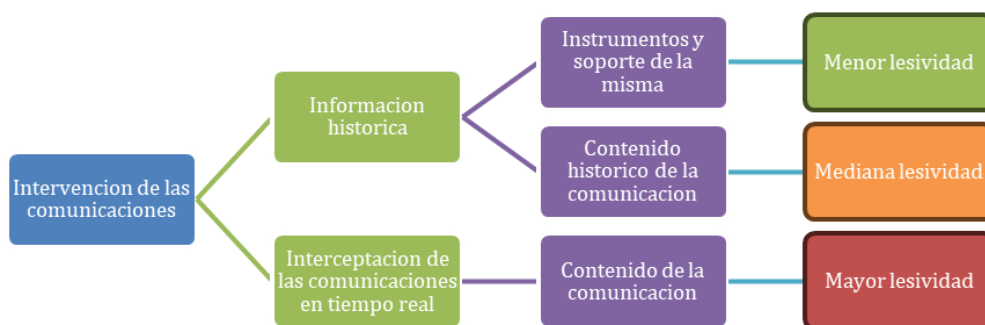 Intervencion de las
comunicaciones
Informacion
historica
Interceptacion de
las comunicaciones
en tiempo real
Instrumentos y
soporte de la
misma
Contenido
historico de la
comunicacion
Contenido de la
comunicacion
Menor lesividad
Mediana lesividad
Mayor lesividad